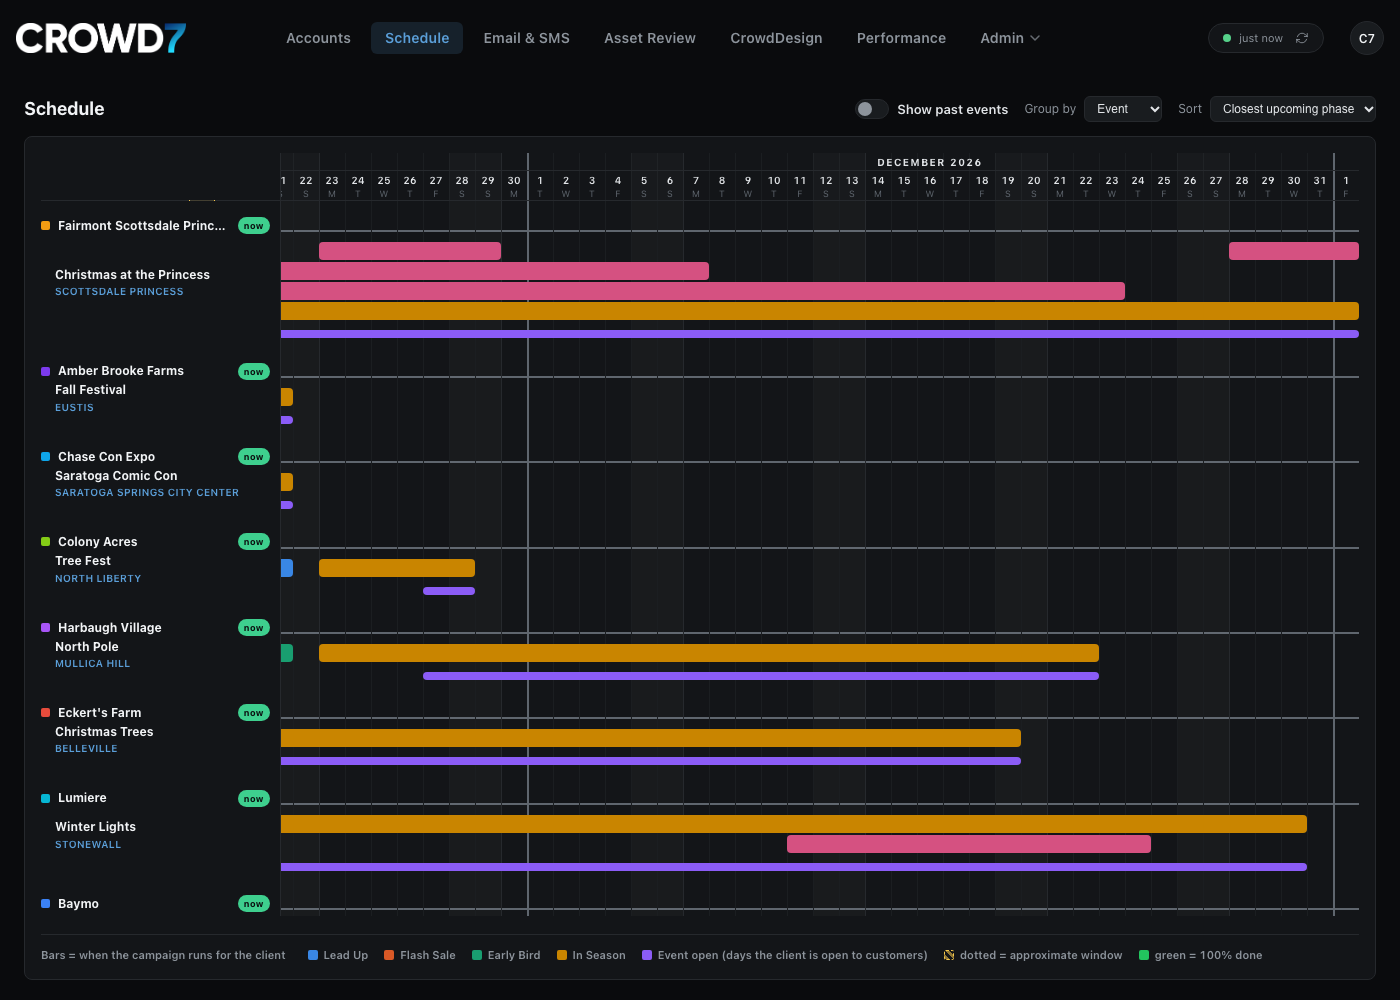 CROWD7
Accounts Schedule Email & SMS Asset Review CrowdDesign Performance Admin just now C7
Schedule
Show past events Group by Event Sort Closest upcoming phase
DECEMBER 2026
1 22 23 24 25 26 27 28 29 30 1 2 3 4 5 6 7 8 9 10 11 12 13 14 15 16 17 18 19 20 21 22 23 24 25 26 27 28 29 30 31 1
S S M T W T F S S M T W T F S S M T W T F S S M T W T F S S M T W T F S S M T W T F
Fairmont Scottsdale Princ... now
Christmas at the Princess
SCOTTSDALE PRINCESS
Amber Brooke Farms now
Fall Festival
EUSTIS
Chase Con Expo now
Saratoga Comic Con
SARATOGA SPRINGS CITY CENTER
Colony Acres now
Tree Fest
NORTH LIBERTY
Harbaugh Village now
North Pole
MULLICA HILL
Eckert's Farm now
Christmas Trees
BELLEVILLE
Lumiere now
Winter Lights
STONEWALL
Baymo now
Bars = when the campaign runs for the client Lead Up Flash Sale Early Bird In Season Event open (days the client is open to customers) dotted = approximate window green = 100% done